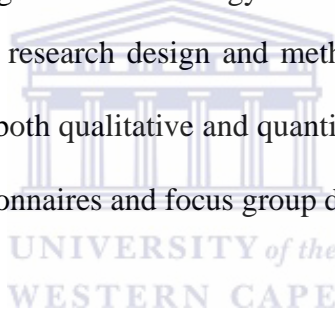 research design and meth
both qualitative and quanti
onnaires and focus group d
UNIVERSITY of the
WESTERN CAPE